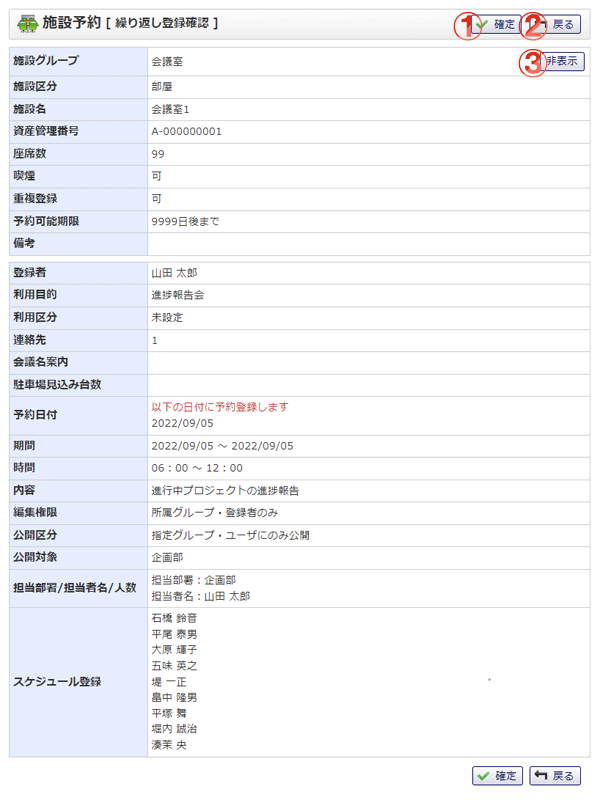 施設予約 [ 繰り返し登録確認 ]
① 確定 ② 戻る
施設グループ 会議室 ③ 非表示
施設区分 部屋
施設名 会議室1
資産管理番号 A-000000001
座席数 99
喫煙 可
重複登録 可
予約可能期限 9999日後まで
備考
登録者 山田 太郎
利用目的 進捗報告会
利用区分 未設定
連絡先 1
会議名案内
駐車場見込み台数
予約日付 以下の日付に予約登録します
2022/09/05
期間 2022/09/05 ～ 2022/09/05
時間 06：00 ～ 12：00
内容 進行中プロジェクトの進捗報告
編集権限 所属グループ・登録者のみ
公開区分 指定グループ・ユーザにのみ公開
公開対象 企画部
担当部署/担当者名/人数 担当部署：企画部
担当者名：山田 太郎
スケジュール登録 石橋 鈴音
平尾 泰男
大原 輝子
五味 英之
堤 一正
畠中 隆男
平塚 舞
堀内 誠治
湊茉 央
確定 戻る